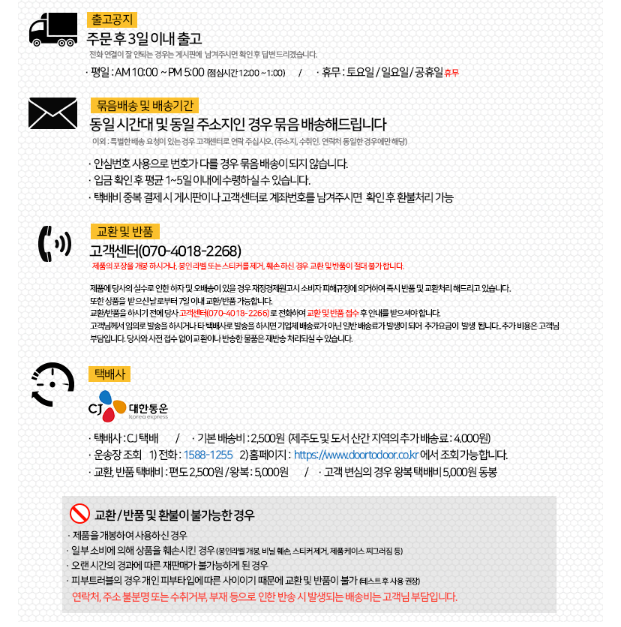 출고공지
주문 후 3일 이내 출고
전화 연결이 잘 안되는 경우는 게시판에 남겨주시면 확인 후 답변드리겠습니다.
· 평일 : AM 10:00 ~ PM 5:00 (점심시간 12:00 ~1:00) / · 휴무 : 토요일 / 일요일 / 공휴일 휴무
묶음배송 및 배송기간
동일 시간대 및 동일 주소지인 경우 묶음 배송해드립니다
이외 : 특별한 배송 요청이 있는 경우 고객센터로 연락 주십시오. (주소지, 수취인, 연락처 동일한 경우에만 해당)
· 안심번호 사용으로 번호가 다를 경우 묶음 배송이 되지 않습니다.
· 입금 확인 후 평균 1~5일 이내에 수령하실 수 있습니다.
· 택배비 중복 결제 시 게시판이나 고객센터로 계좌번호를 남겨주시면 확인 후 환불처리 가능
교환 및 반품
고객센터(070-4018-2268)
제품의 포장을 개봉 하시거나, 봉인 라벨 또는 스티커를 제거, 훼손하신 경우 교환 및 반품이 절대 불가합니다.
제품에 당사의 실수로 인한 하자 및 오배송이 있을 경우 재정경제원고시 소비자 피해규정에 의거하여 즉시 반품 및 교환처리 해드리고 있습니다.
또한 상품을 받으신 날로부터 7일 이내 교환/반품 가능합니다.
교환/반품을 하시기 전에 당사 고객센터(070-4018-2266)로 전화하여 교환 및 반품 접수 후 안내를 받으셔야 합니다.
고객님께서 임의로 발송을 하시거나 타 택배사로 발송을 하시면 기업체 배송료가 아닌 일반 배송료가 발생이 되어 추가요금이 발생 됩니다. 추가 비용은 고객님
부담입니다. 당사와 사전 접수 없이 교환이나 반송한 물품은 재반송 처리되실 수 있습니다.
택배사
CJ 대한통운
korea express
· 택배사 : CJ 택배 / · 기본 배송비 : 2,500원 (제주도 및 도서 산간 지역의 추가 배송료 : 4,000원)
· 운송장 조회 1) 전화 : 1588-1255 2) 홈페이지 : https://www.doortodoor.co.kr 에서 조회 가능합니다.
· 교환, 반품 택배비 : 편도 2,500원 / 왕복 : 5,000원 / · 고객 변심의 경우 왕복 택배비 5,000원 동봉
교환 / 반품 및 환불이 불가능한 경우
· 제품을 개봉하여 사용하신 경우
· 일부 소비에 의해 상품을 훼손시킨 경우 (봉인라벨 개봉, 비닐 훼손, 스티커 제거, 제품케이스 찌그러짐 등)
· 오랜 시간의 경과에 따른 재판매가 불가능하게 된 경우
· 피부트러블의 경우 개인 피부타입에 따른 차이이기 때문에 교환 및 반품이 불가 (테스트 후 사용 권장)
연락처, 주소 불분명 또는 수취거부, 부재 등으로 인한 반송 시 발생되는 배송비는 고객님 부담입니다.